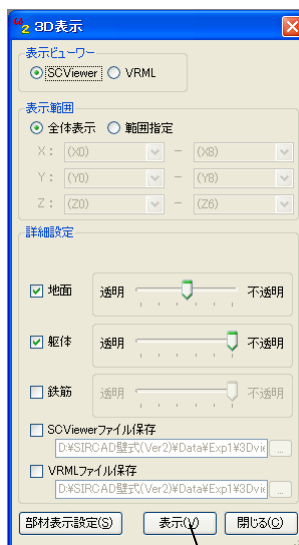 3D表示
表示ビューワー
SCViewer VRML
表示範囲
全体表示 範囲指定
X： (X0) － (X8)
Y： (Y0) － (Y8)
Z： (Z0) － (Z6)
詳細設定
地面 透明 不透明
躯体 透明 不透明
鉄筋 透明 不透明
SCViewerファイル保存
D:¥SIRCAD壁式(Ver2)¥Data¥Exp1¥3Dvie ...
VRMLファイル保存
D:¥SIRCAD壁式(Ver2)¥Data¥Exp1¥3Dvie ...
部材表示設定(S) 表示(V) 閉じる(C)